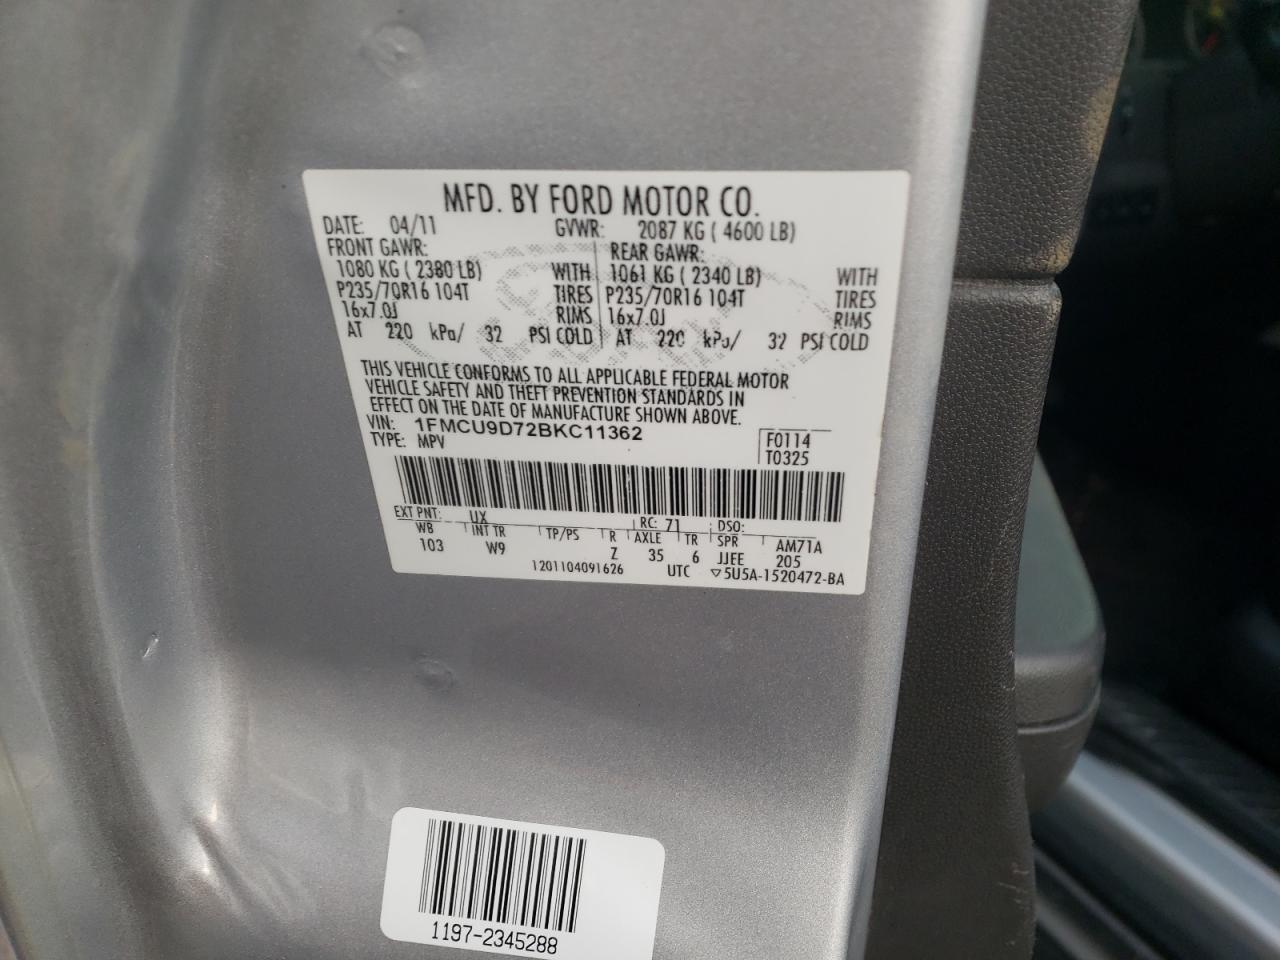 MFD. BY FORD MOTOR CO.
DATE: 04/11 GVWR: 2087 KG ( 4600 LB)
FRONT GAWR: REAR GAWR:
1080 KG ( 2380 LB) WITH 1061 KG ( 2340 LB) WITH
P235/70R16 104T TIRES P235/70R16 104T TIRES
16x7.0J RIMS 16x7.0J RIMS
AT 220 kPa/ 32 PSI COLD AT 220 kPa/ 32 PSI COLD
THIS VEHICLE CONFORMS TO ALL APPLICABLE FEDERAL MOTOR
VEHICLE SAFETY AND THEFT PREVENTION STANDARDS IN
EFFECT ON THE DATE OF MANUFACTURE SHOWN ABOVE.
VIN: 1FMCU9D72BKC11362
TYPE: MPV F0114
T0325
EXT PNT: UX RC: 71 DSO:
WB INT TR TP/PS R AXLE TR SPR AM71A
103 W9 Z 35 6 JJEE 205
1201104091626 UTC ▽5U5A-1520472-BA
1197-2345288